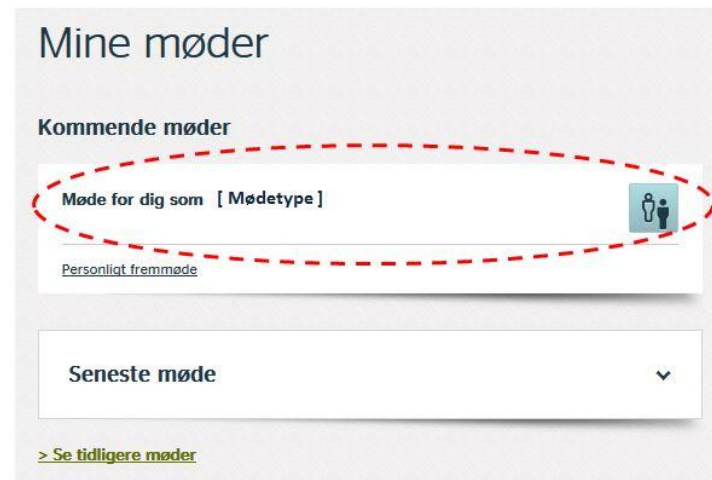 Mine møder
Kommende møder
Møde for dig som [ Mødetype ]
Personligt fremmøde
Seneste møde
> Se tidligere møder